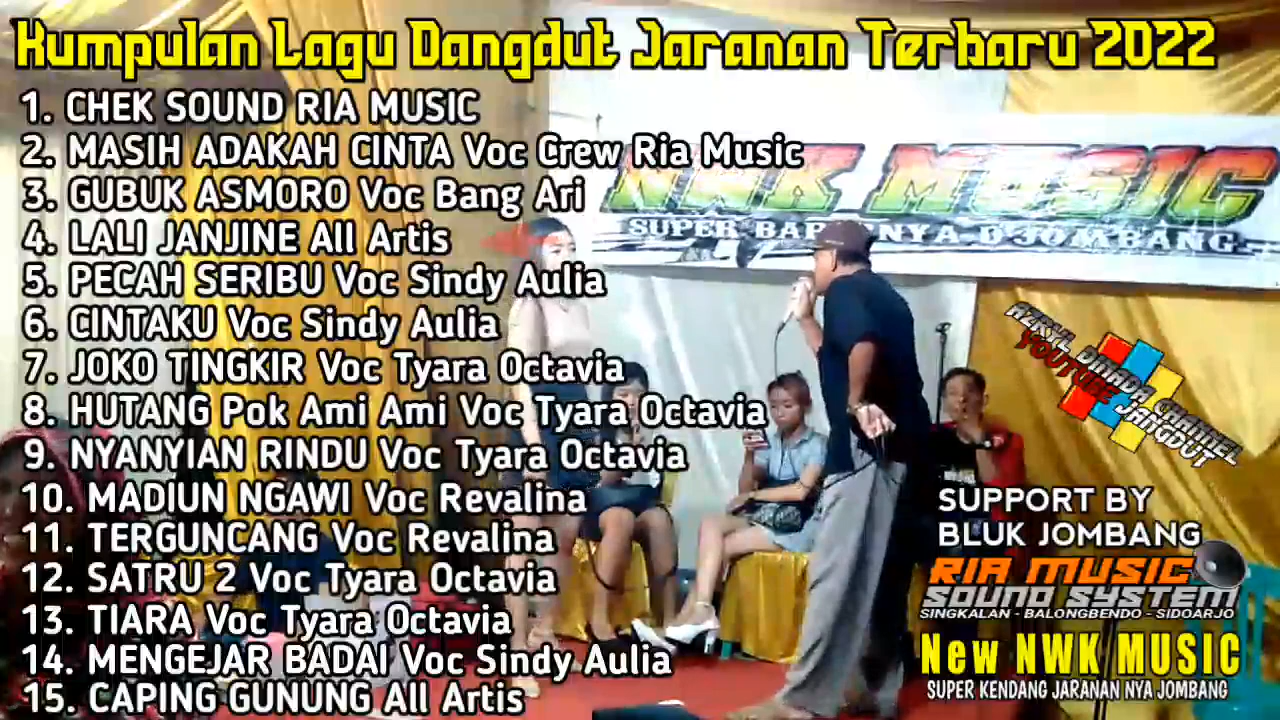 Kumpulan Lagu Dangdut Jaranan Terbaru 2022
1. CHEK SOUND RIA MUSIC
2. MASIH ADAKAH CINTA Voc Crew Ria Music
3. GUBUK ASMORO Voc Bang Ari
4. LALI JANJINE All Artis
5. PECAH SERIBU Voc Sindy Aulia
6. CINTAKU Voc Sindy Aulia
7. JOKO TINGKIR Voc Tyara Octavia
8. HUTANG Pok Ami Ami Voc Tyara Octavia
9. NYANYIAN RINDU Voc Tyara Octavia
10. MADIUN NGAWI Voc Revalina
11. TERGUNCANG Voc Revalina
12. SATRU 2 Voc Tyara Octavia
13. TIARA Voc Tyara Octavia
14. MENGEJAR BADAI Voc Sindy Aulia
15. CAPING GUNUNG All Artis
NWK MUSIC
SUPER D'JOMBANG
AZRYL DMADA CHANNEL
YOUTUBE JANGDUT
SUPPORT BY
BLUK JOMBANG
RIA MUSIC
SOUND SYSTEM
SINGKALAN - BALONGBENDO - SIDOARJO
New NWK MUSIC
SUPER KENDANG JARANAN NYA JOMBANG